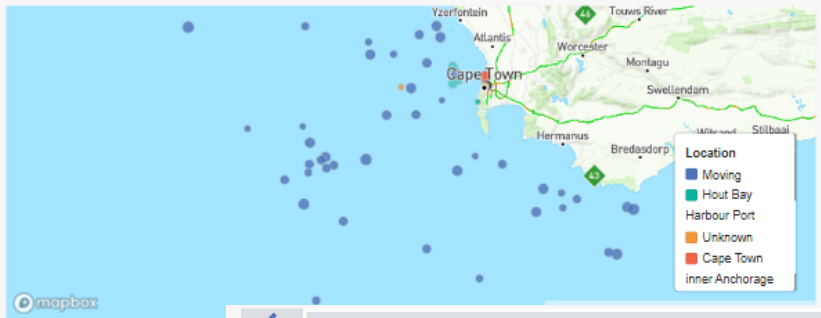 Yzerfontein
46
Touws River
Atlantis
Worcester
Montagu
Cape Town
Swellendam
Hermanus
Witsand
Stilbaai
Bredasdorp
43
Location
Moving
Hout Bay
Harbour Port
Unknown
Cape Town
inner Anchorage
mapbox